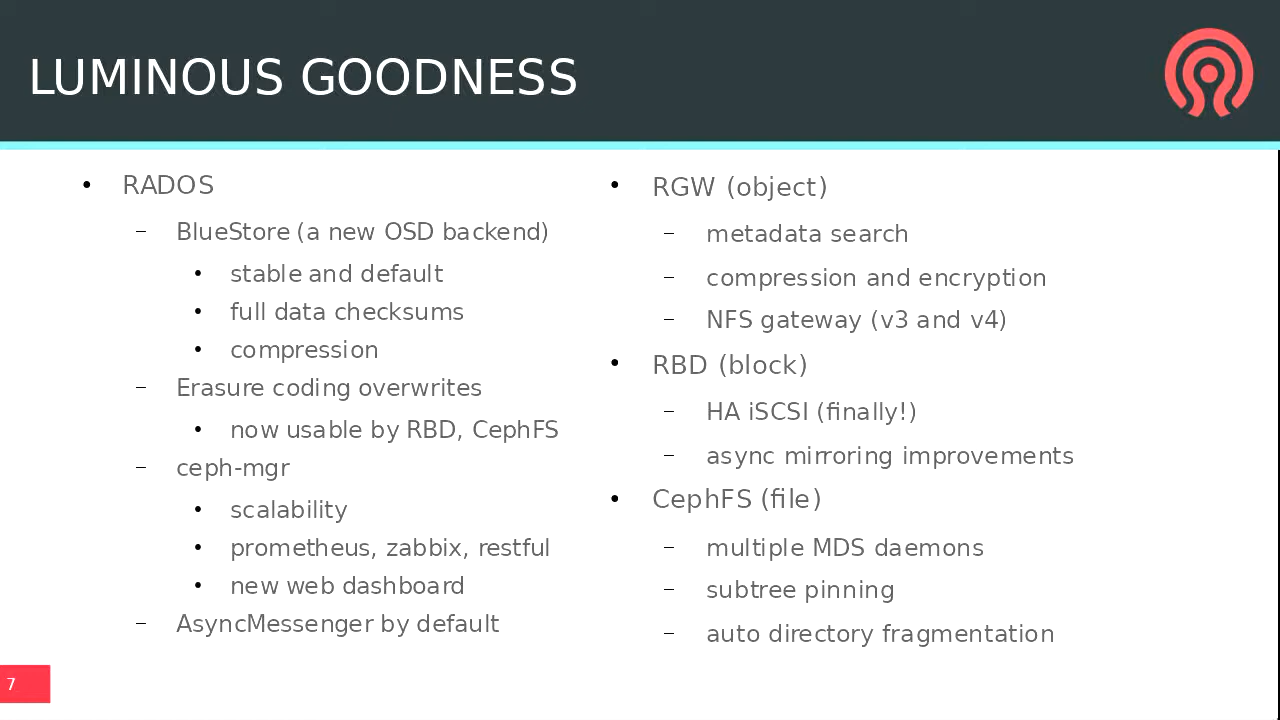 LUMINOUS GOODNESS
• RADOS
– BlueStore (a new OSD backend)
• stable and default
• full data checksums
• compression
– Erasure coding overwrites
• now usable by RBD, CephFS
– ceph-mgr
• scalability
• prometheus, zabbix, restful
• new web dashboard
– AsyncMessenger by default
• RGW (object)
– metadata search
– compression and encryption
– NFS gateway (v3 and v4)
• RBD (block)
– HA iSCSI (finally!)
– async mirroring improvements
• CephFS (file)
– multiple MDS daemons
– subtree pinning
– auto directory fragmentation
7